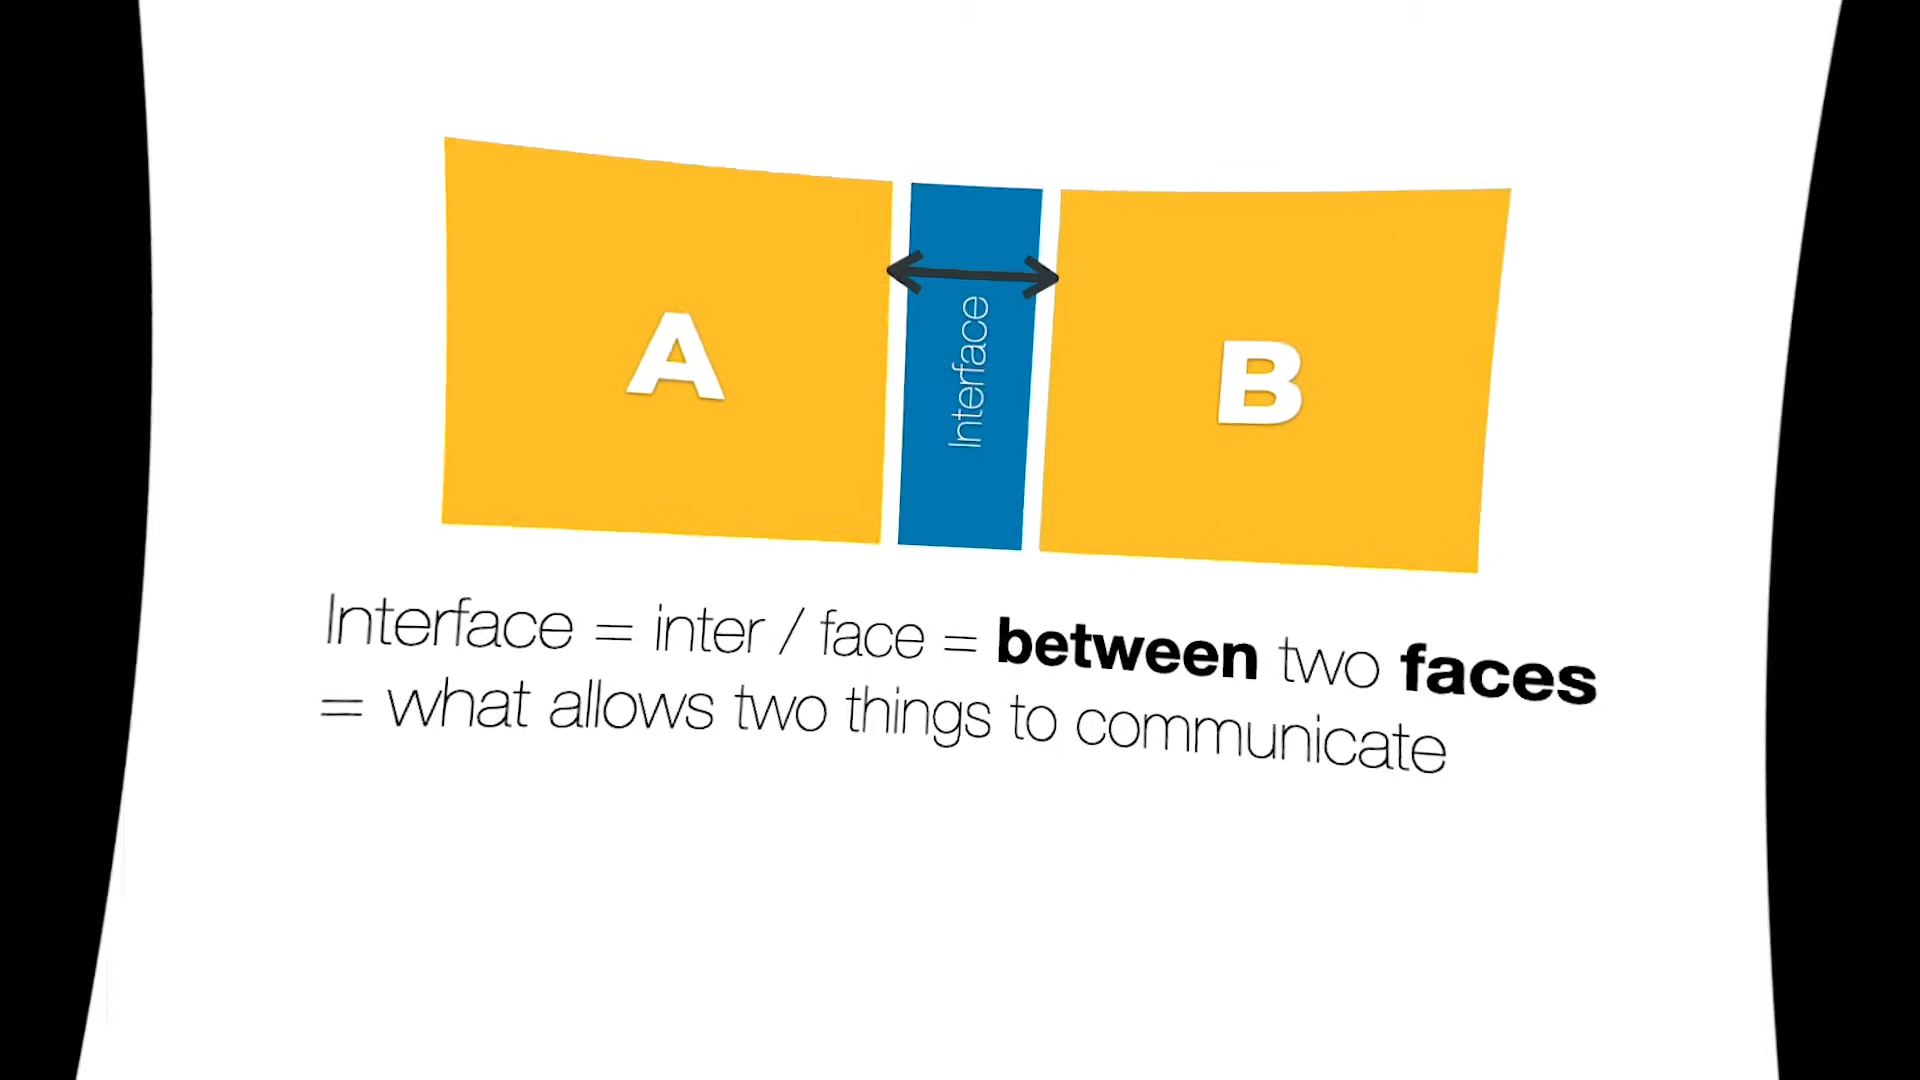 A
Interface
B
Interface = inter / face = between two faces
= what allows two things to communicate